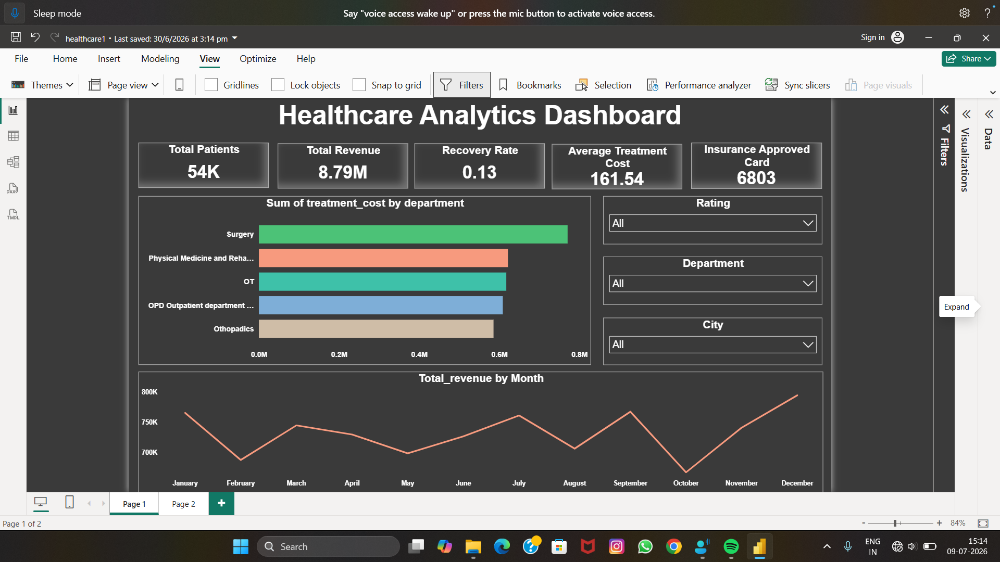 Sleep mode
Say "voice access wake up" or press the mic button to activate voice access.
healthcare1 • Last saved: 30/6/2026 at 3:14 pm
Sign in
File Home Insert Modeling View Optimize Help
Share
Themes Page view Gridlines Lock objects Snap to grid Filters Bookmarks Selection Performance analyzer Sync slicers Page visuals
Healthcare Analytics Dashboard
Total Patients
54K
Total Revenue
8.79M
Recovery Rate
0.13
Average Treatment
Cost
161.54
Insurance Approved
Card
6803
Sum of treatment_cost by department
Surgery
Physical Medicine and Reha...
OT
OPD Outpatient department ...
Othopadics
0.0M 0.2M 0.4M 0.6M 0.8M
Rating
All
Department
All
City
All
Filters
Visualizations
Data
Expand
DAX
TMDL
Total_revenue by Month
800K
750K
700K
January February March April May June July August September October November December
Page 1 Page 2 +
Page 1 of 2
- + 84%
Search
ENG
IN
15:14
09-07-2026